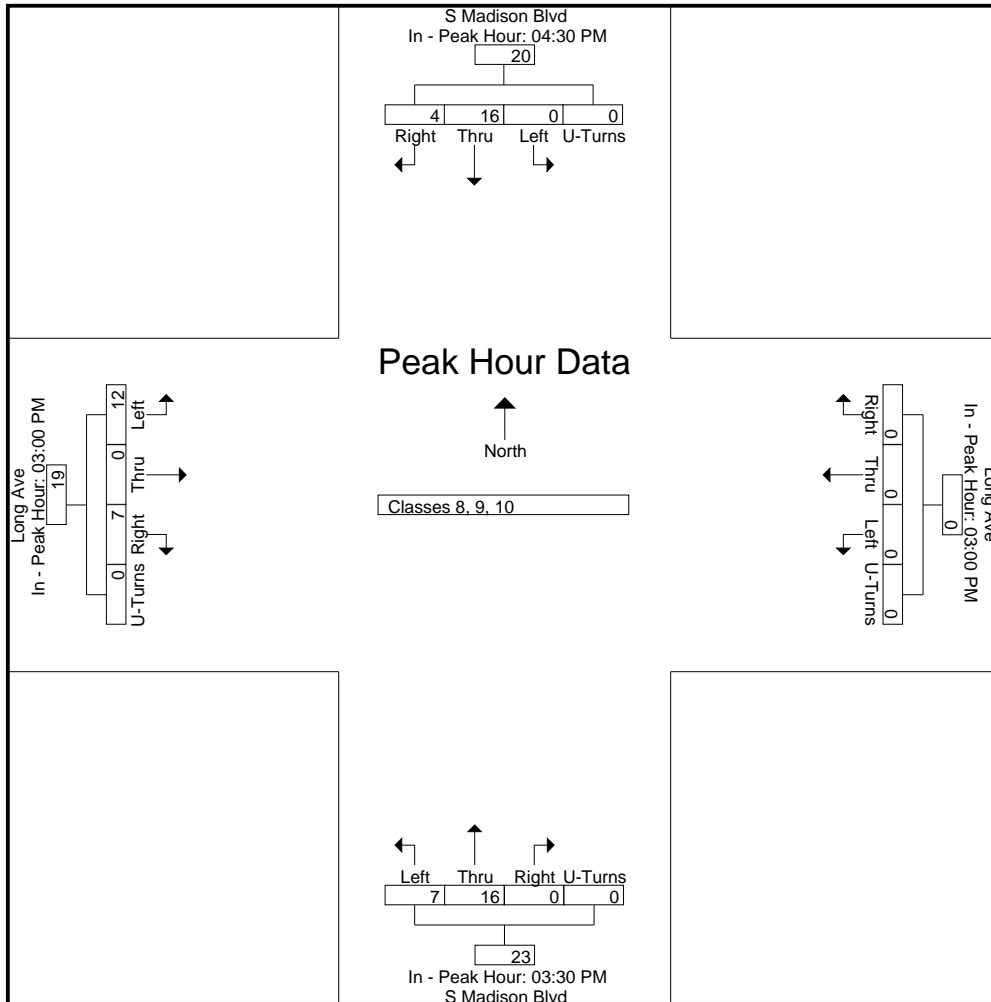 S Madison Blvd
In - Peak Hour: 04:30 PM
20
4 16 0 0
Right Thru Left U-Turns
Peak Hour Data
North
Classes 8, 9, 10
Long Ave
In - Peak Hour: 03:00 PM
19
12 0 7 0
Left Thru Right U-Turns
Long Ave
In - Peak Hour: 03:00 PM
0
0 0 0 0
Right Thru Left U-Turns
Left Thru Right U-Turns
7 16 0 0
23
In - Peak Hour: 03:30 PM
S Madison Blvd